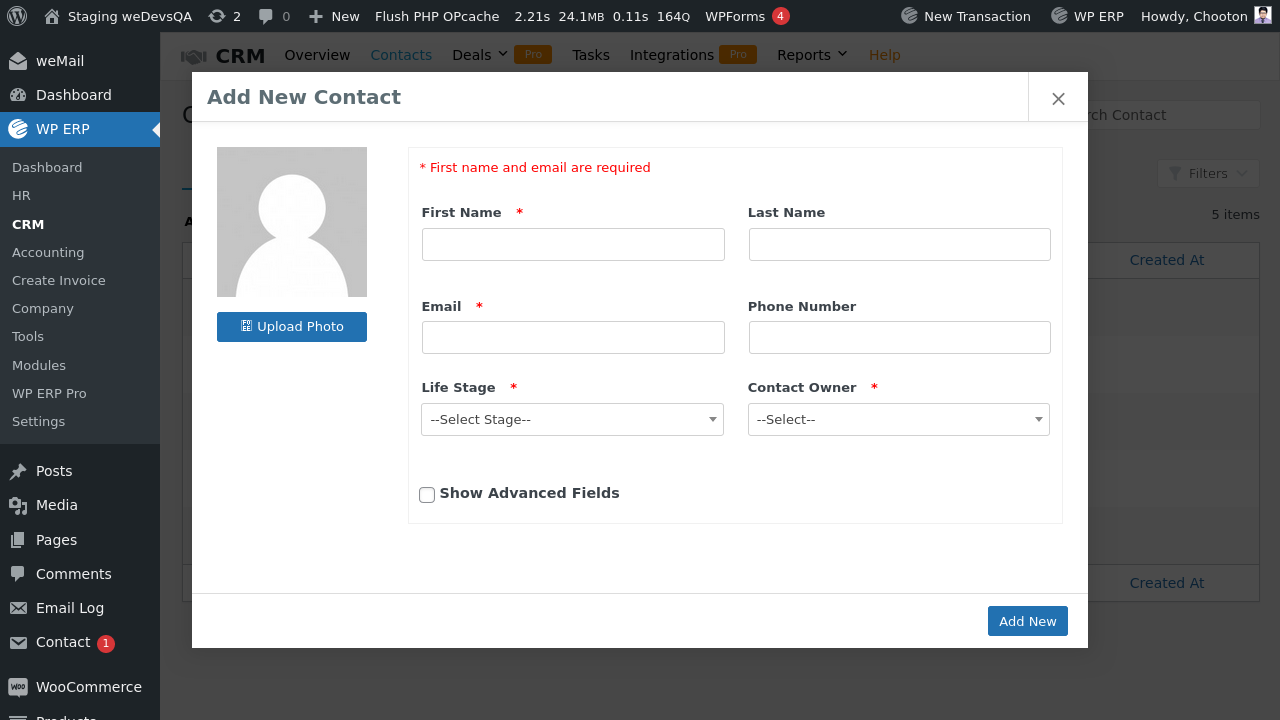 Staging weDevsQA 2 0 New Flush PHP OPcache 2.21s 24.1MB 0.11s 164Q WPForms 4 New Transaction WP ERP Howdy, Chooton
weMail
Dashboard
WP ERP
Dashboard
HR
CRM
Accounting
Create Invoice
Company
Tools
Modules
WP ERP Pro
Settings
Posts
Media
Pages
Comments
Email Log
Contact 1
WooCommerce
Products
CRM Overview Contacts Deals Pro Tasks Integrations Pro Reports Help
Contact
Filters
5 items
Created At
Created At
Add New Contact
Upload Photo
* First name and email are required
First Name * Last Name
Email * Phone Number
Life Stage * Contact Owner *
--Select Stage-- --Select--
Show Advanced Fields
Add New